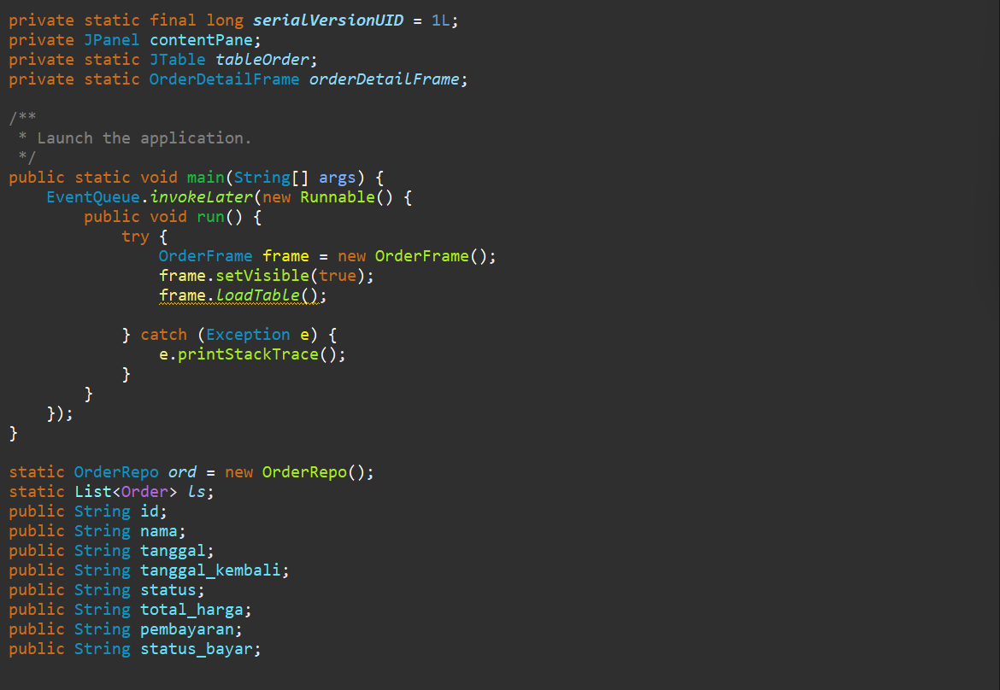 private static final long serialVersionUID = 1L;
private JPanel contentPane;
private static JTable tableOrder;
private static OrderDetailFrame orderDetailFrame;

/**
 * Launch the application.
 */
public static void main(String[] args) {
    EventQueue.invokeLater(new Runnable() {
        public void run() {
            try {
                OrderFrame frame = new OrderFrame();
                frame.setVisible(true);
                frame.loadTable();

            } catch (Exception e) {
                e.printStackTrace();
            }
        }
    });
}

static OrderRepo ord = new OrderRepo();
static List<Order> ls;
public String id;
public String nama;
public String tanggal;
public String tanggal_kembali;
public String status;
public String total_harga;
public String pembayaran;
public String status_bayar;